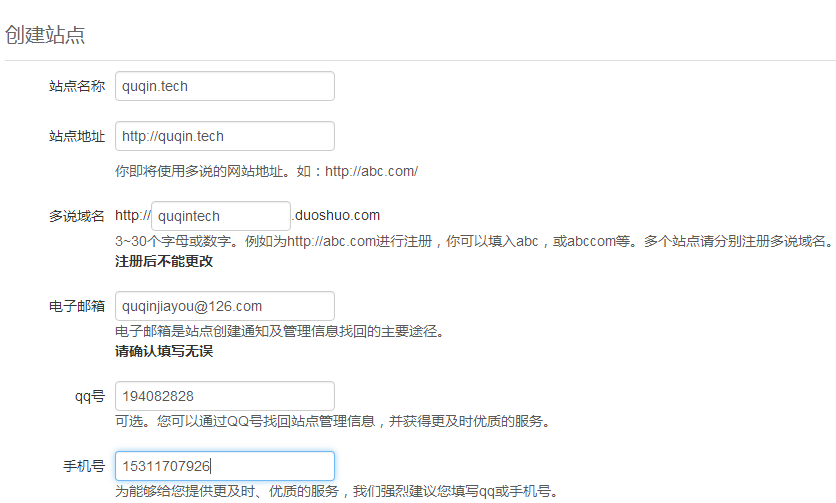 创建站点
站点名称 quqin.tech
站点地址 http://quqin.tech
你即将使用多说的网站地址。如：http://abc.com/
多说域名 http://quqintech.duoshuo.com
3~30个字母或数字。例如为http://abc.com进行注册，你可以填入abc，或abccom等。多个站点请分别注册多说域名。
注册后不能更改
电子邮箱 quqinjiayou@126.com
电子邮箱是站点创建通知及管理信息找回的主要途径。
请确认填写无误
qq号 194082828
可选。您可以通过QQ号找回站点管理信息，并获得更及时优质的服务。
手机号 15311707926
为能够给您提供更及时、优质的服务，我们强烈建议您填写qq或手机号。